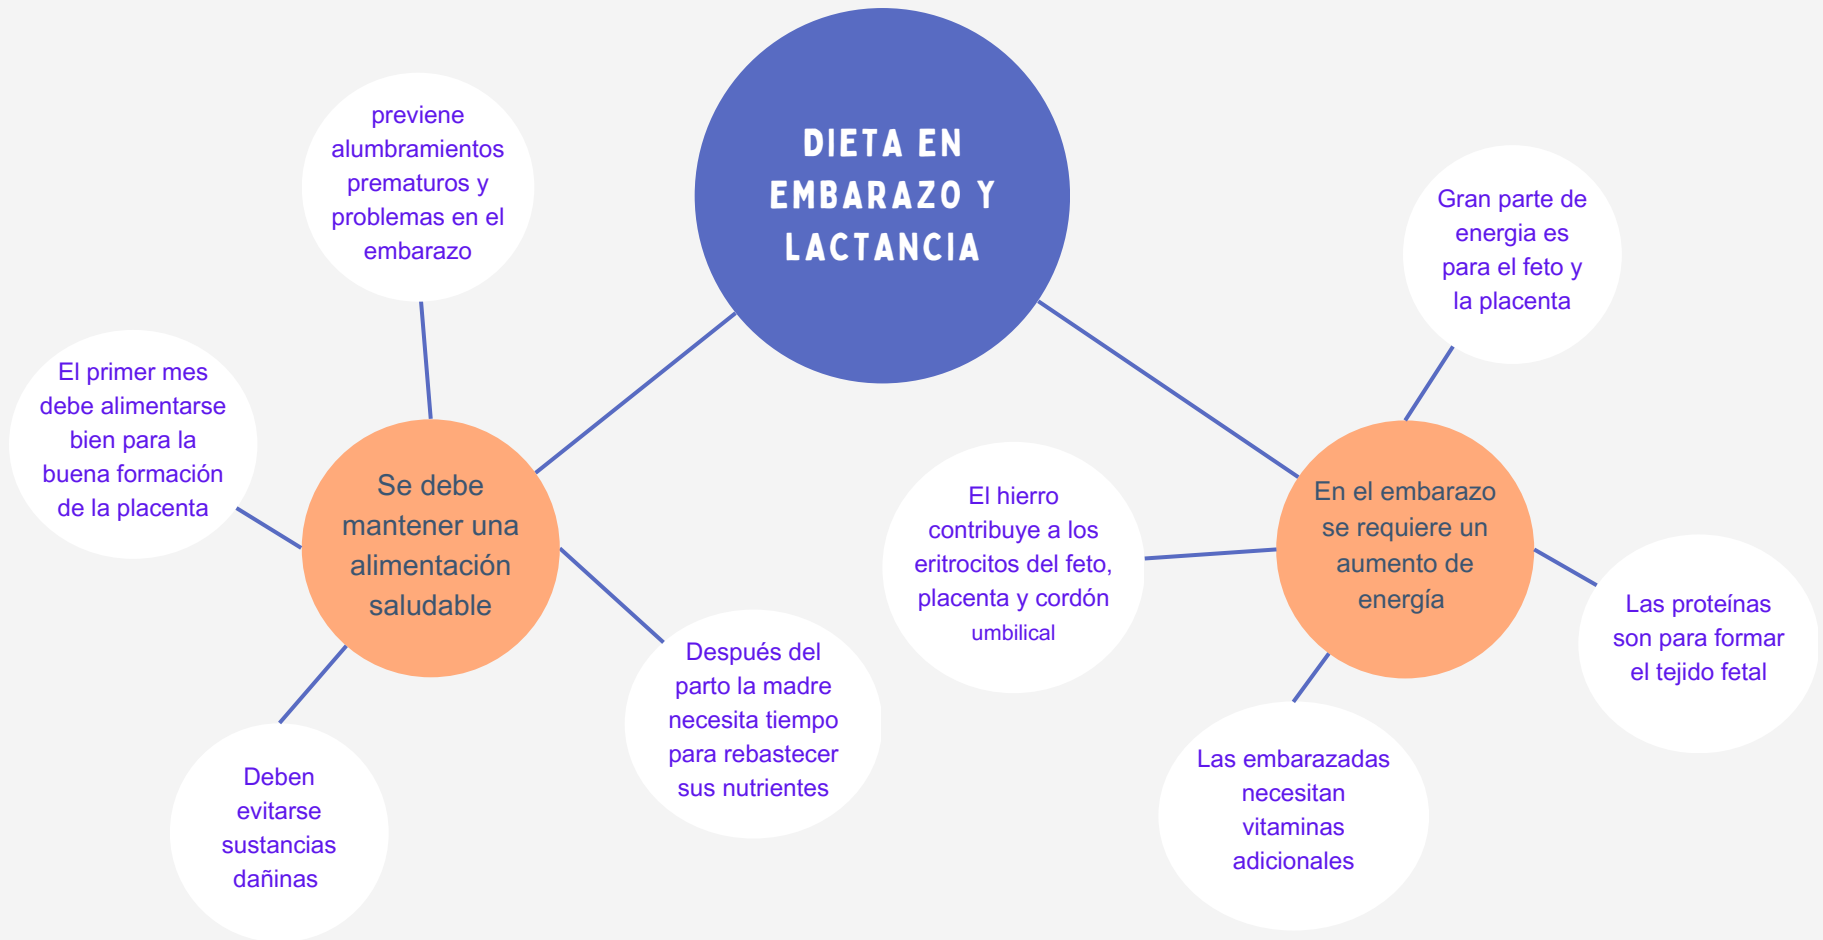 DIETA EN
EMBARAZO Y
LACTANCIA
previene
alumbramientos
prematuros y
problemas en el
embarazo
El primer mes
debe alimentarse
bien para la
buena formación
de la placenta
Se debe
mantener una
alimentación
saludable
Deben
evitarse
sustancias
dañinas
Después del
parto la madre
necesita tiempo
para rebastecer
sus nutrientes
Gran parte de
energia es
para el feto y
la placenta
El hierro
contribuye a los
eritrocitos del feto,
placenta y cordón
umbilical
En el embarazo
se requiere un
aumento de
energía
Las proteínas
son para formar
el tejido fetal
Las embarazadas
necesitan
vitaminas
adicionales